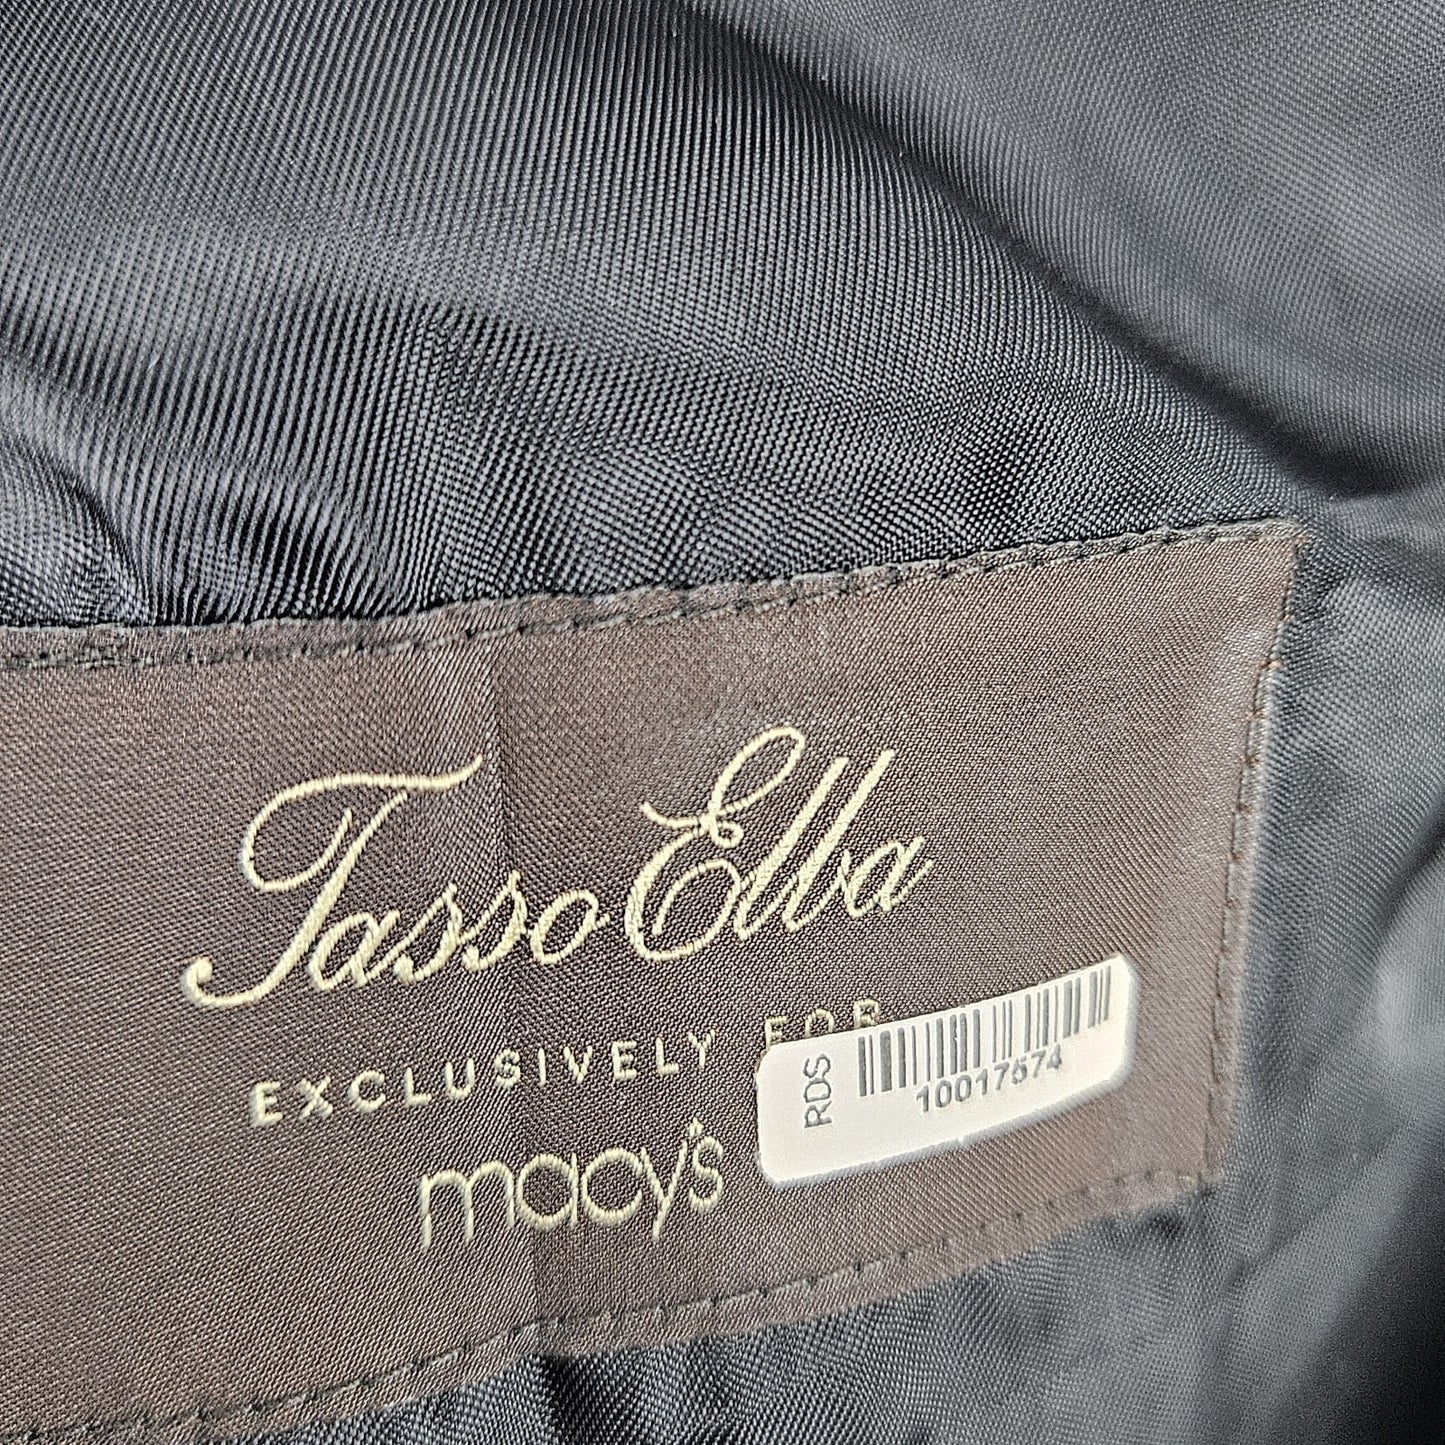 Tasso Elba
EXCLUSIVELY FOR
macy's
RDS
10017574